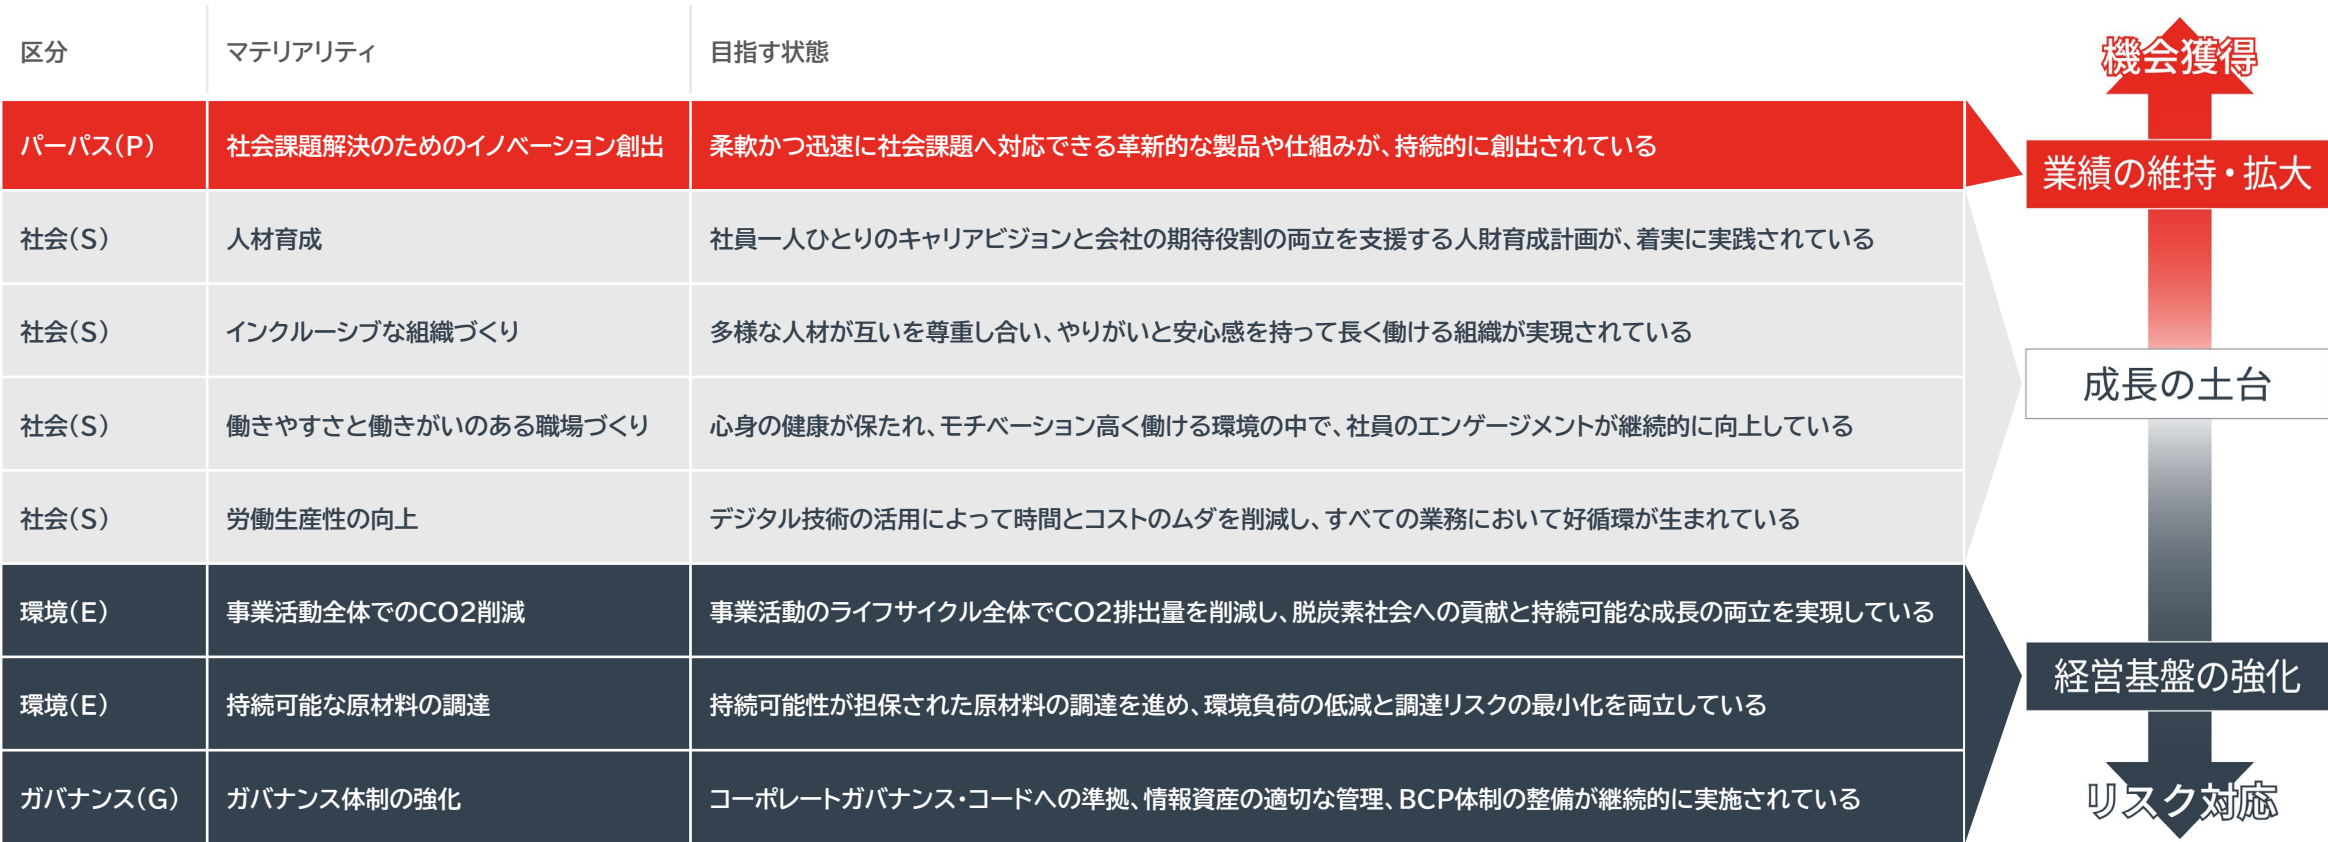 区分 マテリアリティ 目指す状態
パーパス(P) 社会課題解決のためのイノベーション創出 柔軟かつ迅速に社会課題へ対応できる革新的な製品や仕組みが、持続的に創出されている
社会(S) 人材育成 社員一人ひとりのキャリアビジョンと会社の期待役割の両立を支援する人財育成計画が、着実に実践されている
社会(S) インクルーシブな組織づくり 多様な人材が互いを尊重し合い、やりがいと安心感を持って長く働ける組織が実現されている
社会(S) 働きやすさと働きがいのある職場づくり 心身の健康が保たれ、モチベーション高く働ける環境の中で、社員のエンゲージメントが継続的に向上している
社会(S) 労働生産性の向上 デジタル技術の活用によって時間とコストのムダを削減し、すべての業務において好循環が生まれている
環境(E) 事業活動全体でのCO2削減 事業活動のライフサイクル全体でCO2排出量を削減し、脱炭素社会への貢献と持続可能な成長の両立を実現している
環境(E) 持続可能な原材料の調達 持続可能性が担保された原材料の調達を進め、環境負荷の低減と調達リスクの最小化を両立している
ガバナンス(G) ガバナンス体制の強化 コーポレートガバナンス・コードへの準拠、情報資産の適切な管理、BCP体制の整備が継続的に実施されている
機会獲得
業績の維持・拡大
成長の土台
経営基盤の強化
リスク対応